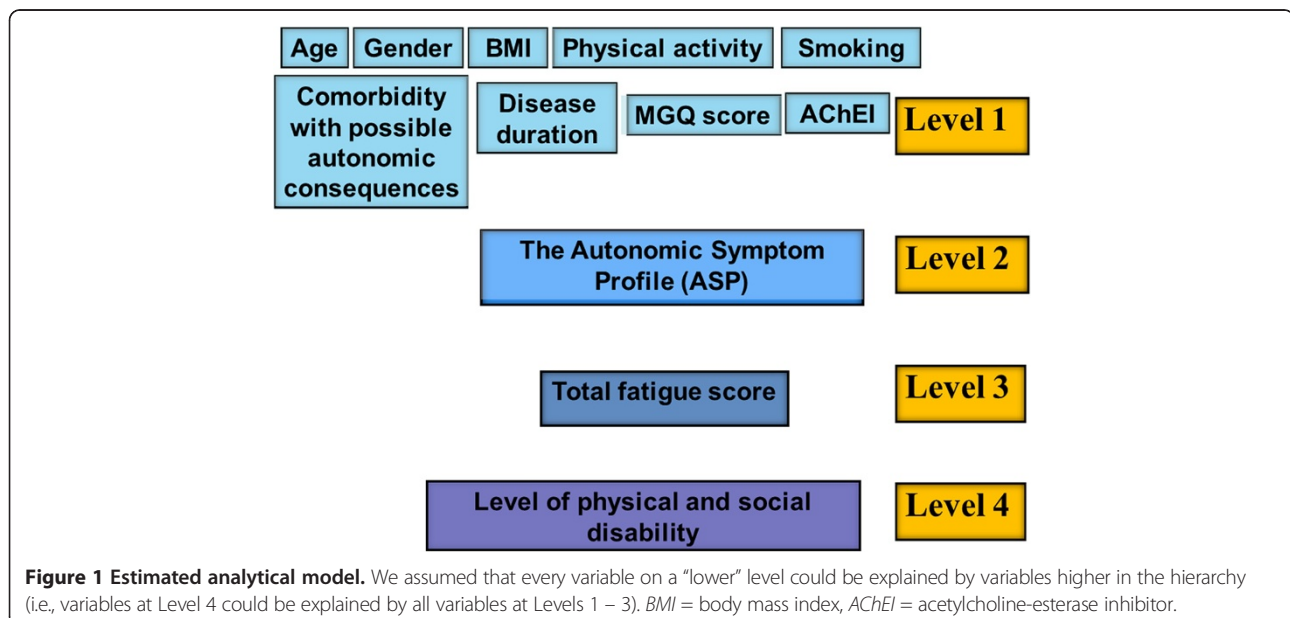 Age Gender BMI Physical activity Smoking
Comorbidity
with possible
autonomic
consequences
Disease
duration
MGQ score
AChEI
Level 1
The Autonomic Symptom
Profile (ASP)
Level 2
Total fatigue score
Level 3
Level of physical and social
disability
Level 4
Figure 1 Estimated analytical model. We assumed that every variable on a “lower” level could be explained by variables higher in the hierarchy
(i.e., variables at Level 4 could be explained by all variables at Levels 1 – 3). BMI = body mass index, AChEI = acetylcholine-esterase inhibitor.